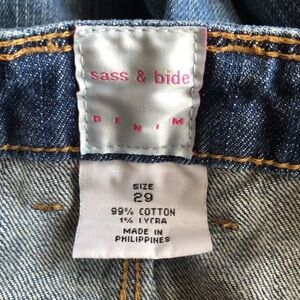 sass & bide
DENIM
SIZE
29
99% COTTON
1% LYCRA
MADE IN
PHILIPPINES